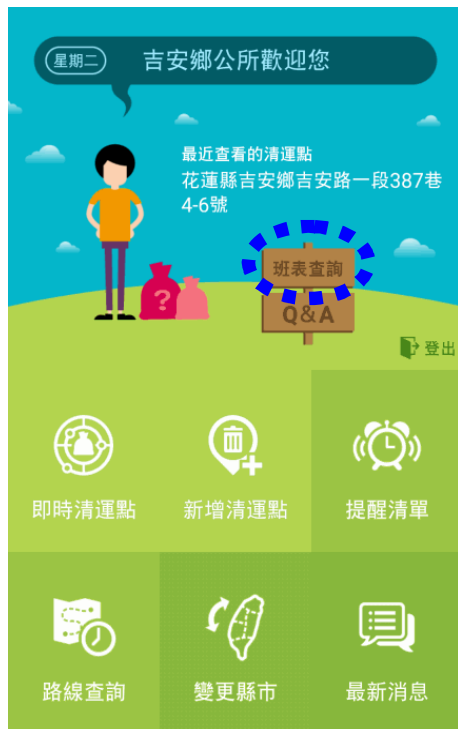 星期二
吉安鄉公所歡迎您
最近查看的清運點
花蓮縣吉安鄉吉安路一段387巷
4-6號
班表查詢
?
Q&A
登出
即時清運點
新增清運點
提醒清單
路線查詢
變更縣市
最新消息